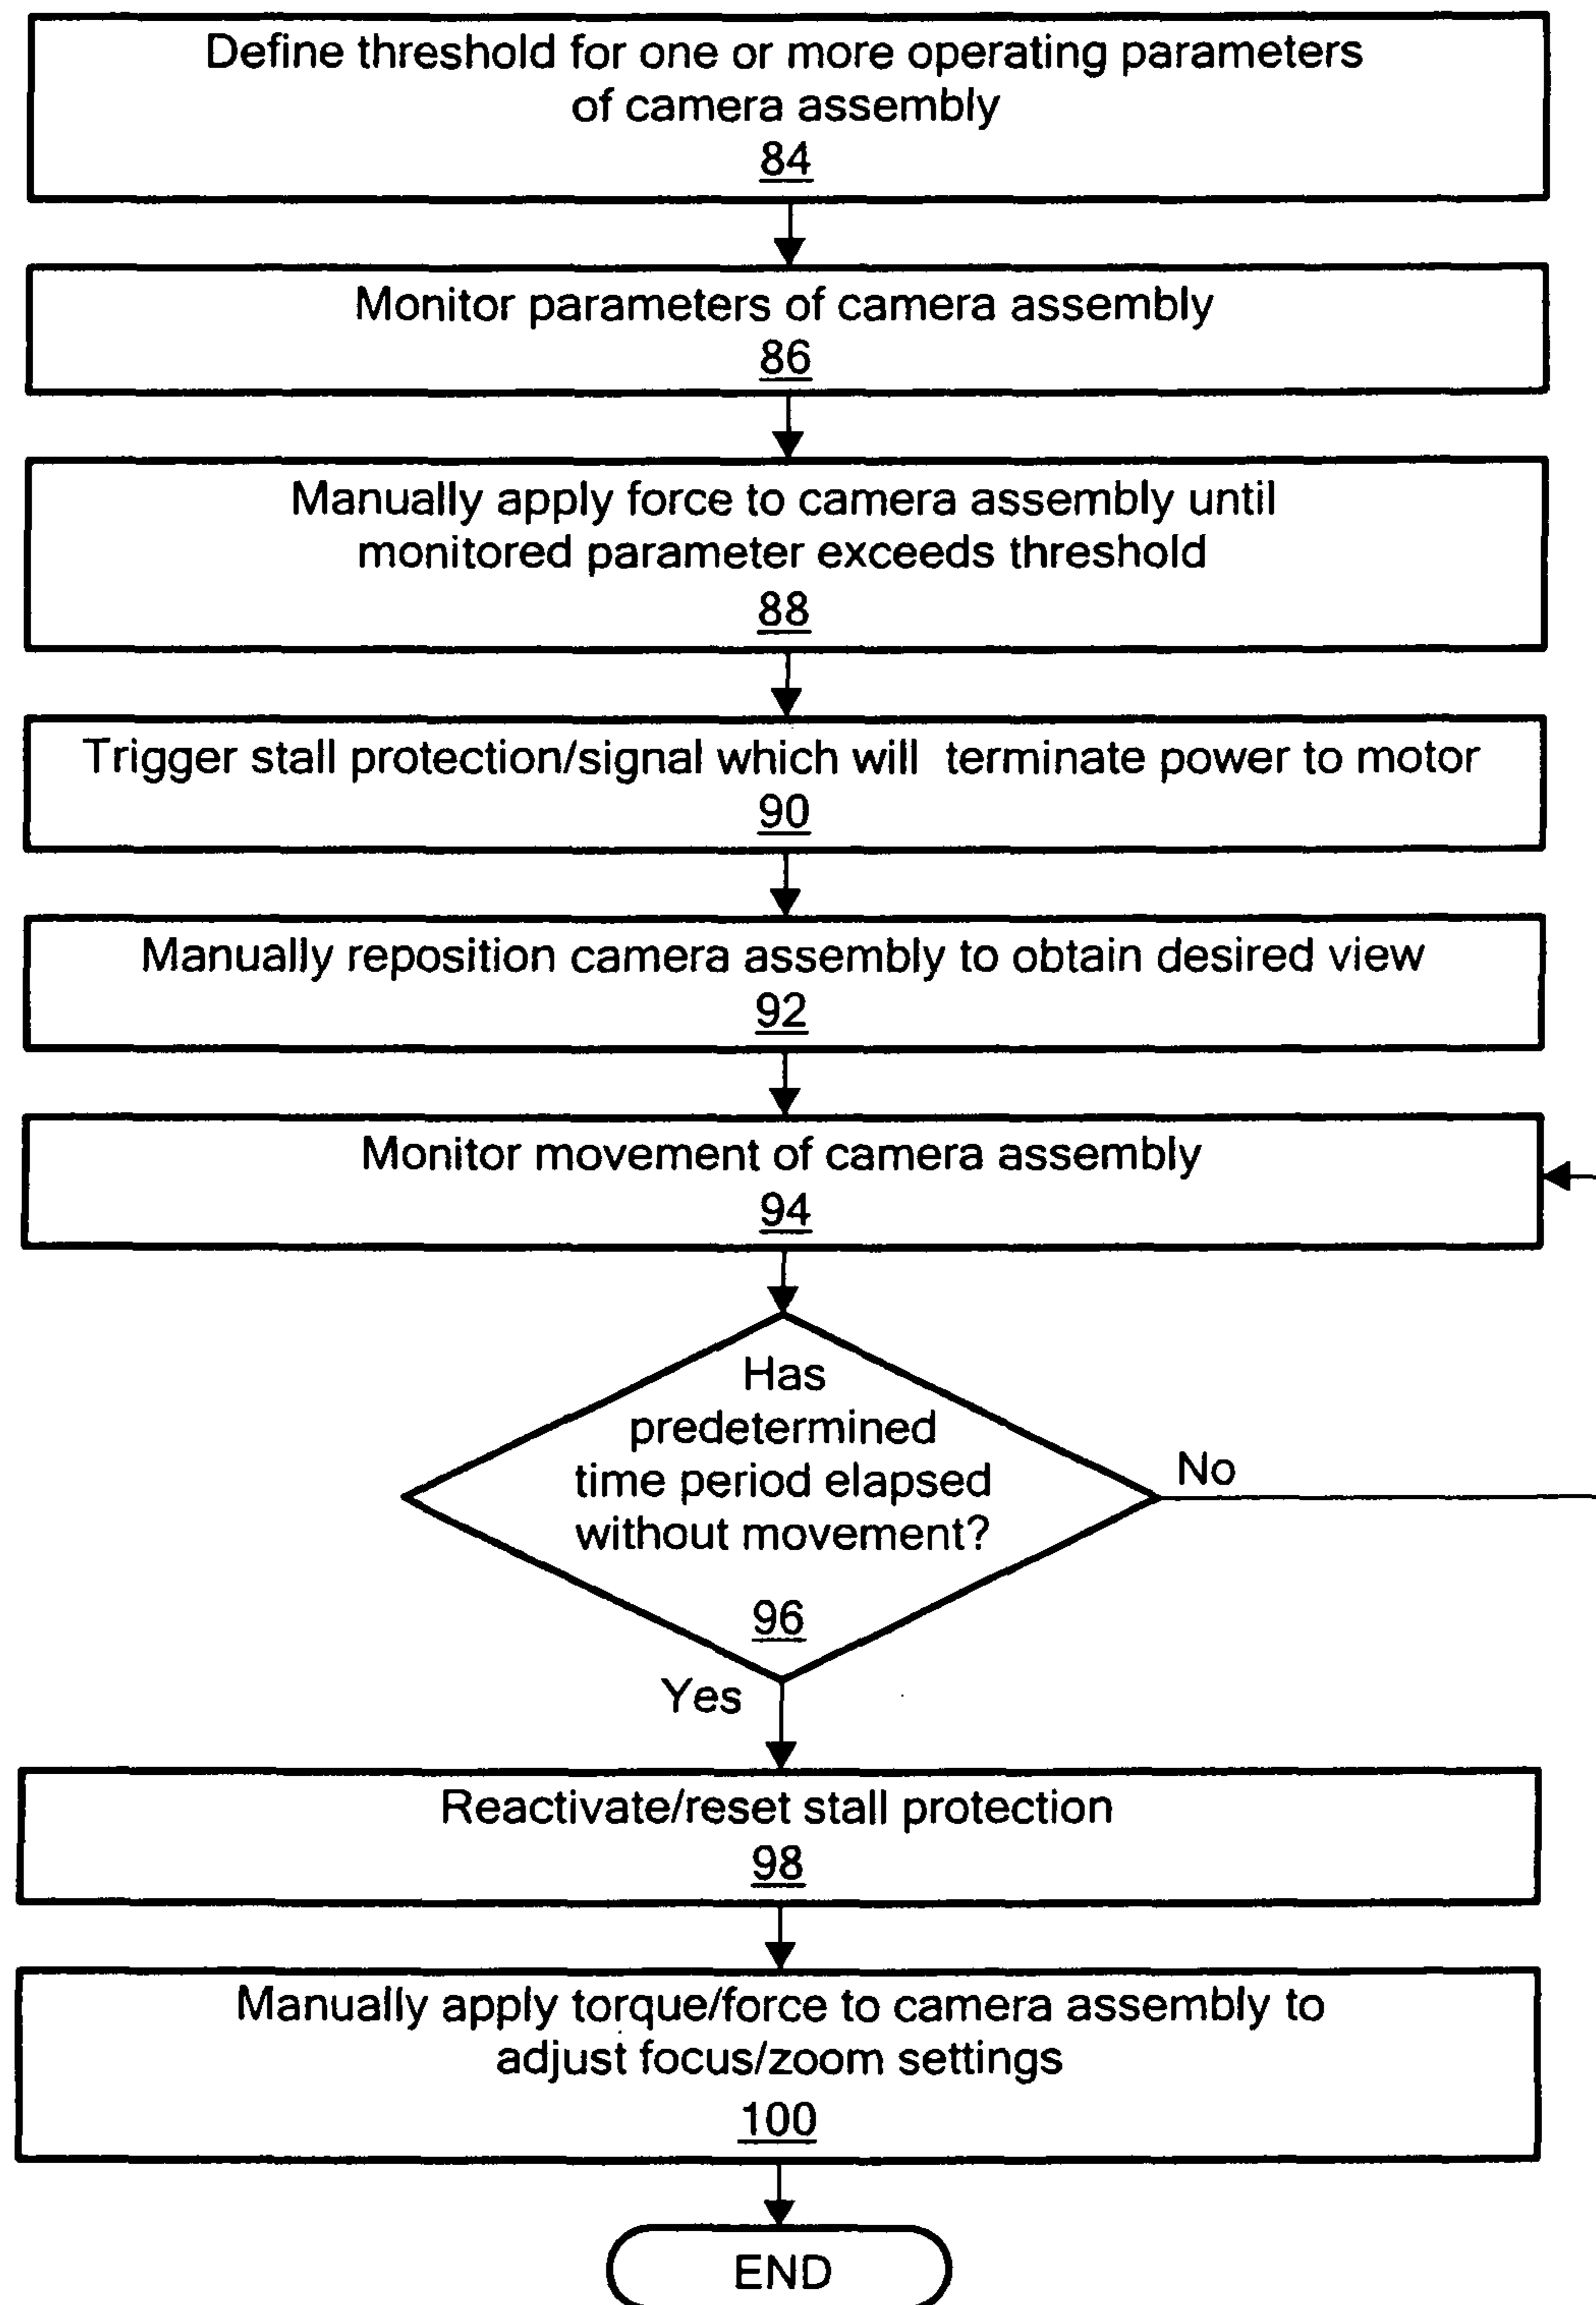 Define threshold for one or more operating parameters
of camera assembly
84
Monitor parameters of camera assembly
86
Manually apply force to camera assembly until
monitored parameter exceeds threshold
88
Trigger stall protection/signal which will terminate power to motor
90
Manually reposition camera assembly to obtain desired view
92
Monitor movement of camera assembly
94
Has
predetermined
time period elapsed
without movement?
96
No
Yes
Reactivate/reset stall protection
98
Manually apply torque/force to camera assembly to
adjust focus/zoom settings
100
END